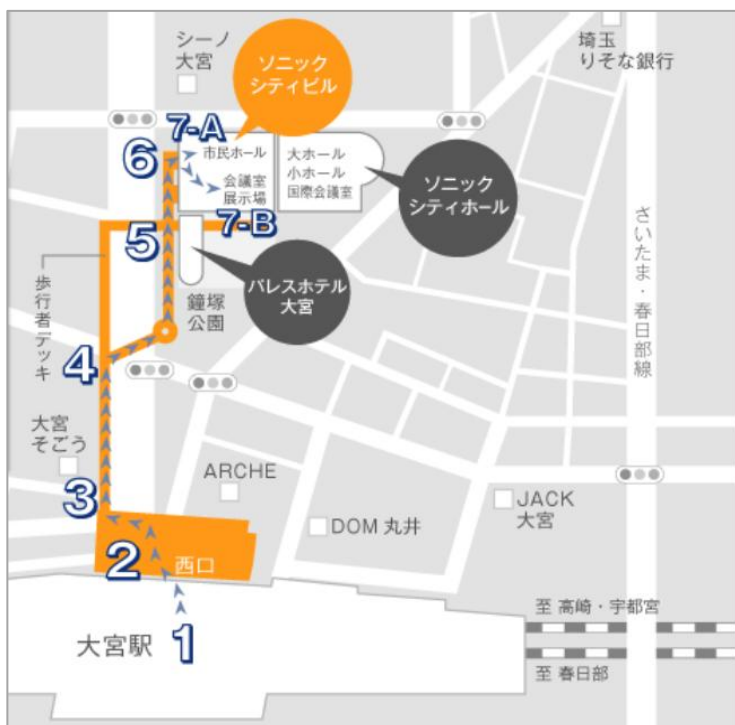 シーノ
大宮
ソニック
シティビル
埼玉
りそな銀行
7-A
6
市民ホール
会議室
展示場
大ホール
小ホール
国際会議室
ソニック
シティホール
5
7-B
パレスホテル
大宮
鐘塚
公園
歩行者デッキ
さいたま・春日部線
4
大宮
そごう
3
ARCHE
DOM 丸井
JACK
大宮
2
西口
1
大宮駅
至 高崎・宇都宮
至 春日部